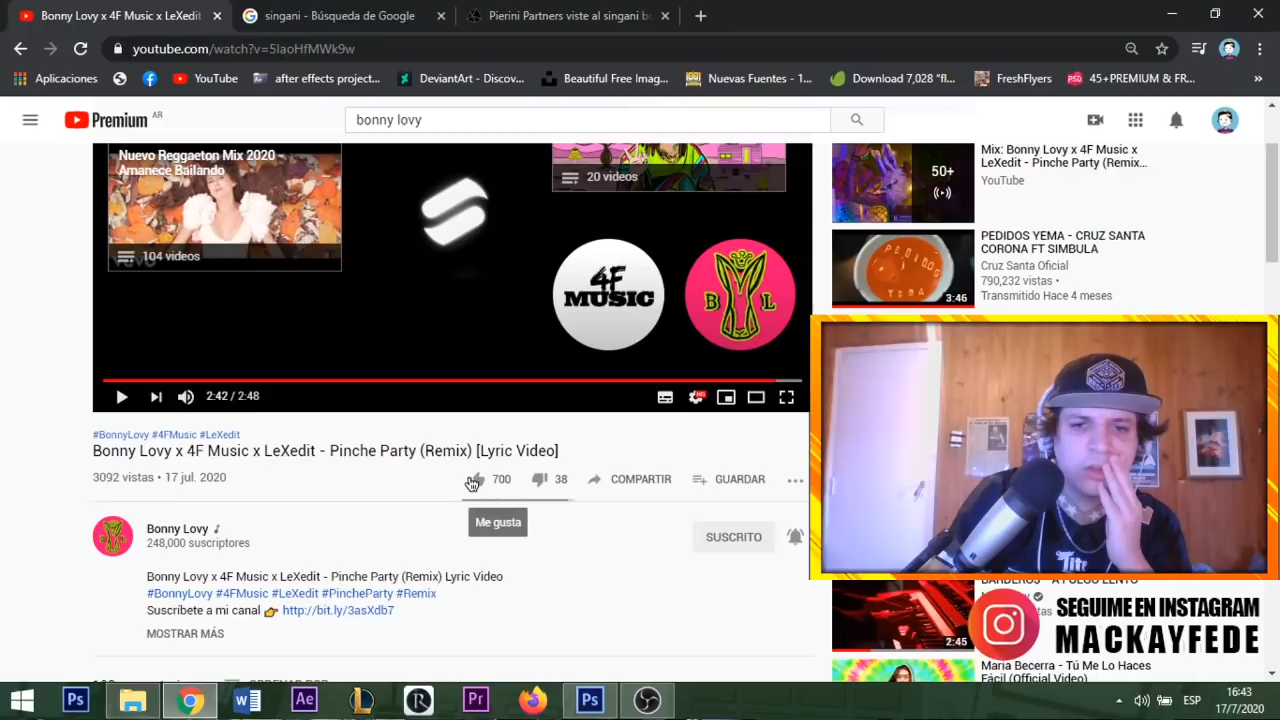 Bonny Lovy x 4F Music x LeXedit
singani - Búsqueda de Google
Pierini Partners viste al singani bo
youtube.com/watch?v=5laoHfMWk9w
Aplicaciones
YouTube
after effects project...
DeviantArt - Discov...
Beautiful Free Imag...
Nuevas Fuentes - 1...
Download 7,028 "fl...
FreshFlyers
45+PREMIUM & FR...
»
Premium AR
bonny lovy
Nuevo Reggaeton Mix 2020 -
Amanece Bailando
104 videos
20 videos
4F
MUSIC
B L
2:42 / 2:48
HD
50+
Mix: Bonny Lovy x 4F Music x
LeXedit - Pinche Party (Remix...
YouTube
PEDIDOS YEMA
3:46
PEDIDOS YEMA - CRUZ SANTA
CORONA FT SIMBULA
Cruz Santa Oficial
790,232 vistas •
Transmitido Hace 4 meses
#BonnyLovy #4FMusic #LeXedit
Bonny Lovy x 4F Music x LeXedit - Pinche Party (Remix) [Lyric Video]
3092 vistas • 17 jul. 2020
700
38
COMPARTIR
GUARDAR
Me gusta
Bonny Lovy
248,000 suscriptores
SUSCRITO
Bonny Lovy x 4F Music x LeXedit - Pinche Party (Remix) Lyric Video
#BonnyLovy #4FMusic #LeXedit #PincheParty #Remix
Suscríbete a mi canal 👉 http://bit.ly/3asXdb7
MOSTRAR MÁS
2:45
Maria Becerra - Tú Me Lo Haces
Fácil (Official Video)
SEGUIME EN INSTAGRAM
MACKAYFEDE
Ps
W
Ae
R
Pr
Ps
ESP
16:43
17/7/2020